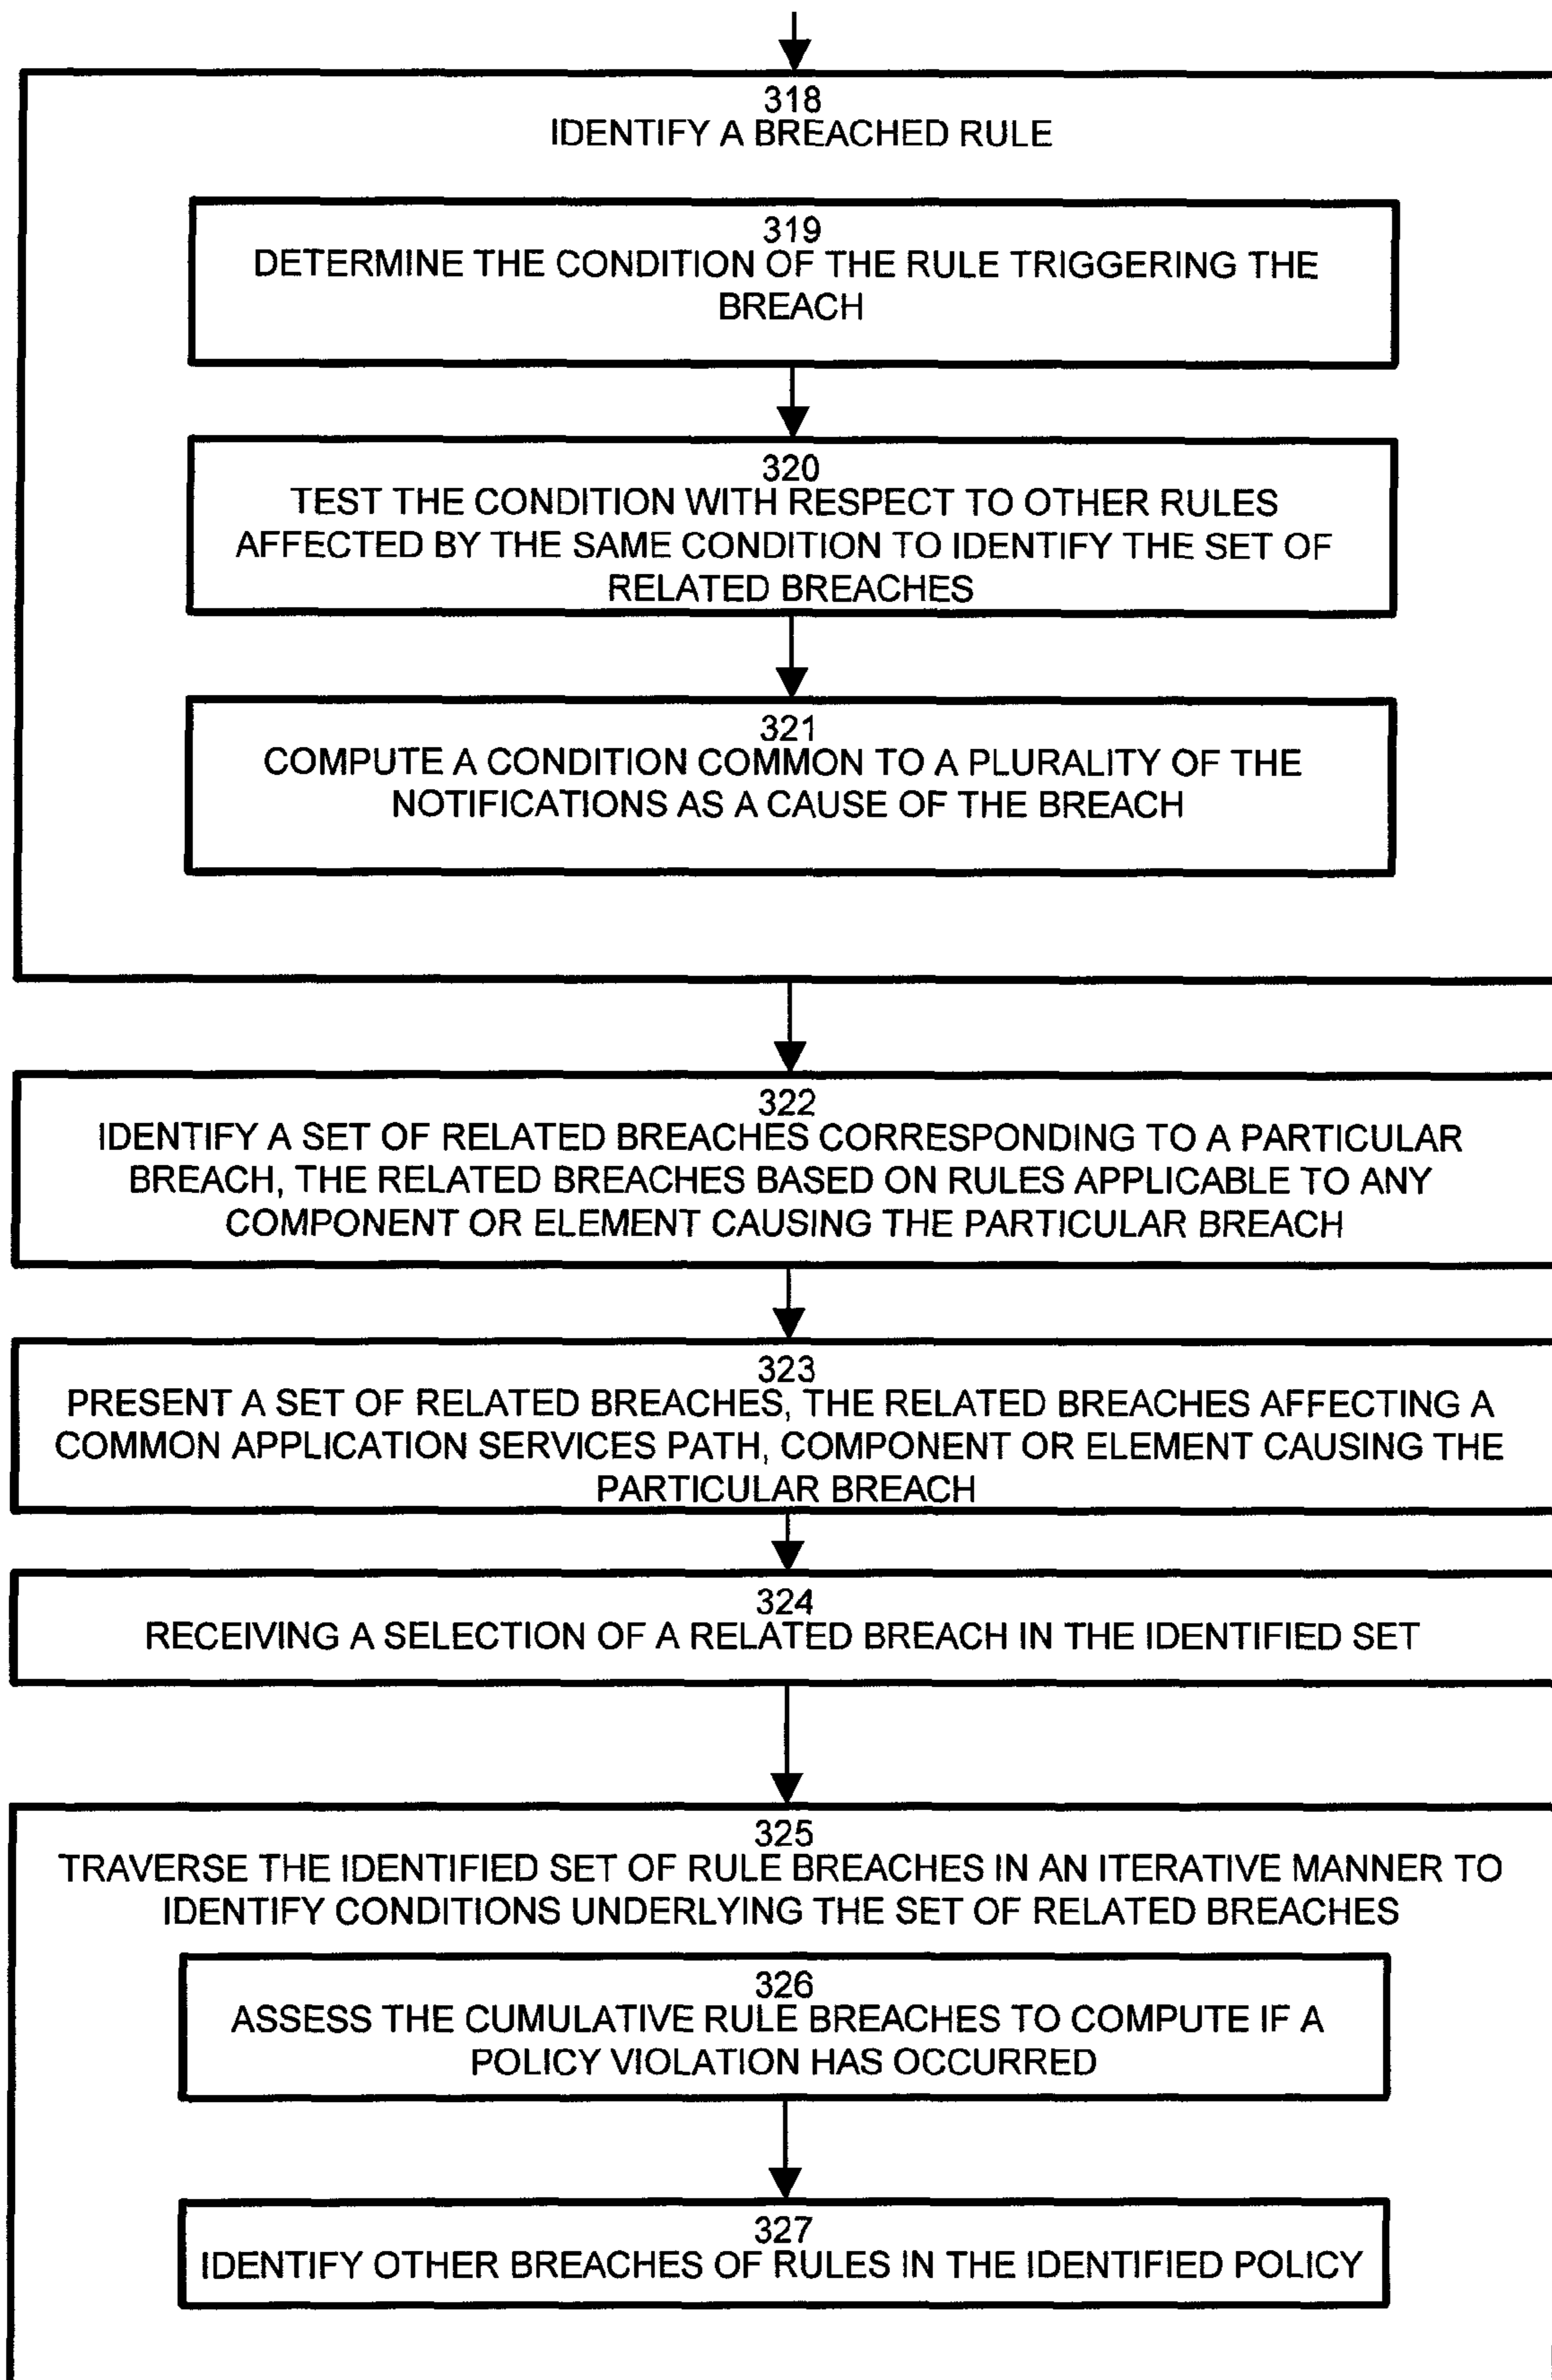 318
IDENTIFY A BREACHED RULE
319
DETERMINE THE CONDITION OF THE RULE TRIGGERING THE
BREACH
320
TEST THE CONDITION WITH RESPECT TO OTHER RULES
AFFECTED BY THE SAME CONDITION TO IDENTIFY THE SET OF
RELATED BREACHES
321
COMPUTE A CONDITION COMMON TO A PLURALITY OF THE
NOTIFICATIONS AS A CAUSE OF THE BREACH
322
IDENTIFY A SET OF RELATED BREACHES CORRESPONDING TO A PARTICULAR
BREACH, THE RELATED BREACHES BASED ON RULES APPLICABLE TO ANY
COMPONENT OR ELEMENT CAUSING THE PARTICULAR BREACH
323
PRESENT A SET OF RELATED BREACHES, THE RELATED BREACHES AFFECTING A
COMMON APPLICATION SERVICES PATH, COMPONENT OR ELEMENT CAUSING THE
PARTICULAR BREACH
324
RECEIVING A SELECTION OF A RELATED BREACH IN THE IDENTIFIED SET
325
TRAVERSE THE IDENTIFIED SET OF RULE BREACHES IN AN ITERATIVE MANNER TO
IDENTIFY CONDITIONS UNDERLYING THE SET OF RELATED BREACHES
326
ASSESS THE CUMULATIVE RULE BREACHES TO COMPUTE IF A
POLICY VIOLATION HAS OCCURRED
327
IDENTIFY OTHER BREACHES OF RULES IN THE IDENTIFIED POLICY